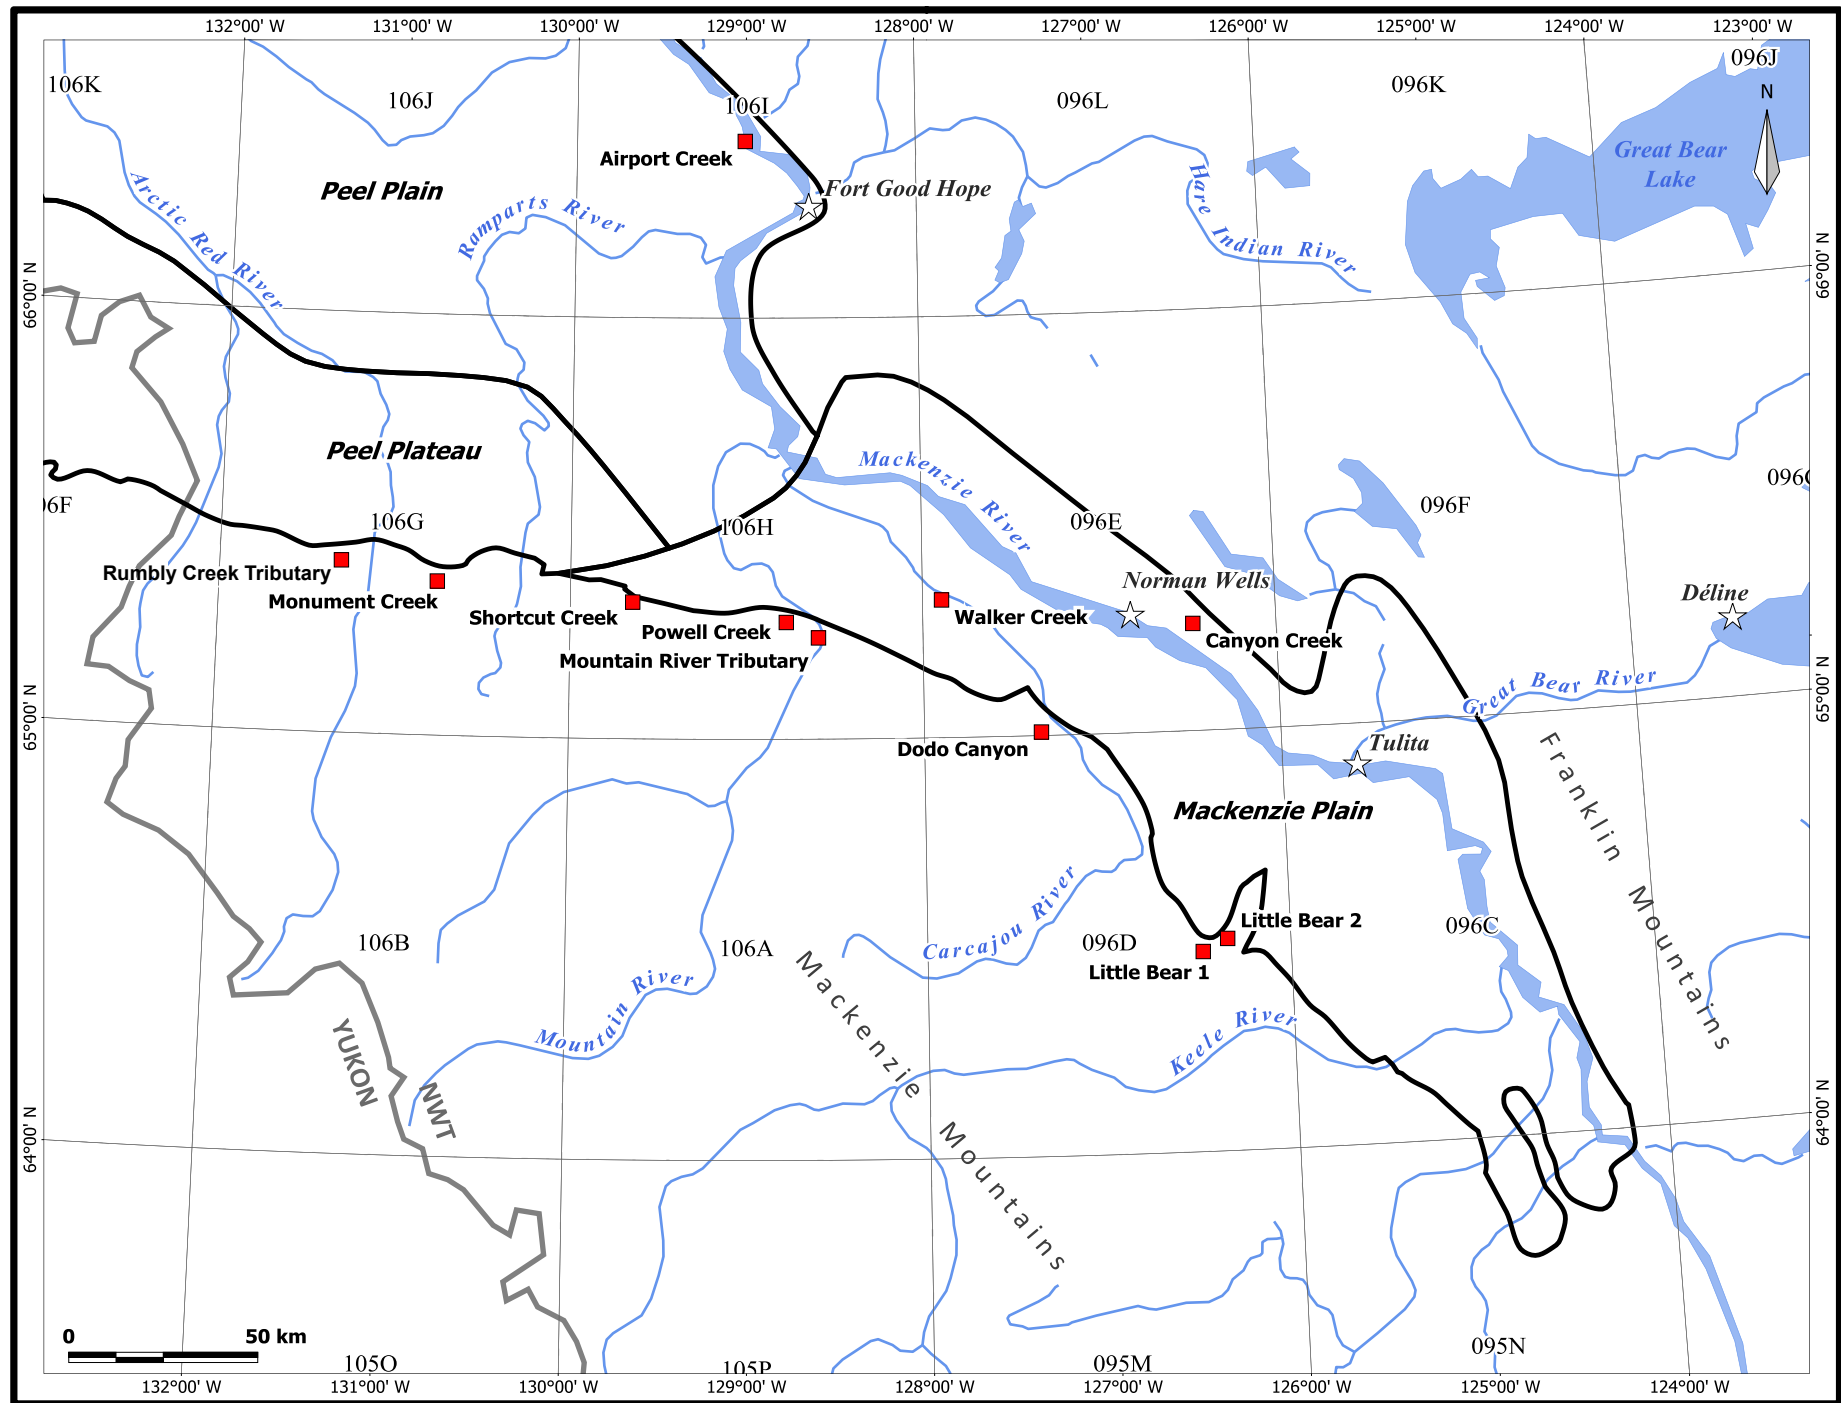 132°00' W
131°00' W
130°00' W
129°00' W
128°00' W
127°00' W
126°00' W
125°00' W
124°00' W
123°00' W
106K
106J
106I
096L
096K
096J
N
Airport Creek
Great Bear
Lake
Peel Plain
Fort Good Hope
Arctic Red River
Ramparts River
Hare Indian River
66°00' N
66°00' N
Peel Plateau
Mackenzie River
96F
106G
106H
096E
096F
096G
Rumbly Creek Tributary
Monument Creek
Shortcut Creek
Powell Creek
Mountain River Tributary
Walker Creek
Norman Wells
Canyon Creek
Déline
Great Bear River
65°00' N
65°00' N
Dodo Canyon
Tulita
Mackenzie Plain
Franklin Mountains
106B
106A
096D
096C
Carcajou River
Little Bear 2
Little Bear 1
Mountain River
Mackenzie Mountains
Keele River
YUKON
NWT
64°00' N
64°00' N
0 50 km
105O
105P
095M
095N
132°00' W
131°00' W
130°00' W
129°00' W
128°00' W
127°00' W
126°00' W
125°00' W
124°00' W